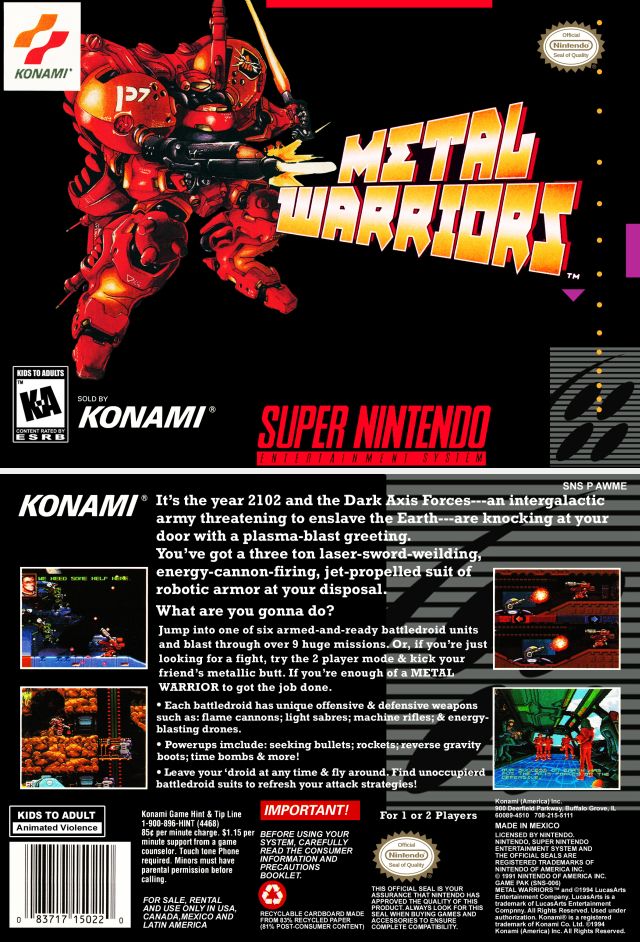 KONAMI®
Official
Nintendo®
Seal of Quality
P7
METAL
WARRIORS
TM
KIDS TO ADULTS
TM
K-A
CONTENT RATED BY
ESRB
SOLD BY
KONAMI®
SUPER NINTENDO
ENTERTAINMENT SYSTEM
SNS P AWME
KONAMI®
It's the year 2102 and the Dark Axis Forces---an intergalactic
army threatening to enslave the Earth---are knocking at your
door with a plasma-blast greeting.
You've got a three ton laser-sword-weilding,
energy-cannon-firing, jet-propelled suit of
robotic armor at your disposal.
What are you gonna do?
WE NEED SOME HELP HERE
Jump into one of six armed-and-ready battledroid units
and blast through over 9 huge missions. Or, if you're just
looking for a fight, try the 2 player mode & kick your
friend's metallic butt. If you're enough of a METAL
WARRIOR to got the job done.
• Each battledroid has unique offensive & defensive weapons
such as: flame cannons; light sabres; machine rifles; & energy-
blasting drones.
• Powerups imclude: seeking bullets; rockets; reverse gravity
boots; time bombs & more!
• Leave your 'droid at any time & fly around. Find unoccupierd
battledroid suits to refresh your attack strategies!
KIDS TO ADULT
Animated Violence
0 83717 15022 0
Konami Game Hint & Tip Line
1-900-896-HINT (4468)
85¢ per minute charge. $1.15 per
minute support from a game
counselor. Touch tone Phone
required. Minors must have
parental permission before
calling.
FOR SALE, RENTAL
AND USE ONLY IN USA,
CANADA,MEXICO AND
LATIN AMERICA
IMPORTANT!
BEFORE USING YOUR
SYSTEM, CAREFULLY
READ THE CONSUMER
INFORMATION AND
PRECAUTIONS
BOOKLET.
RECYCLABLE CARDBOARD MADE
FROM 83% RECYCLED PAPER
(81% POST-CONSUMER CONTENT)
For 1 or 2 Players
Official
Nintendo®
Seal of Quality
THIS OFFICIAL SEAL IS YOUR
ASSURANCE THAT NINTENDO HAS
APPROVED THE QUALITY OF THIS
PRODUCT. ALWAYS LOOK FOR THIS
SEAL WHEN BUYING GAMES AND
ACCESSORIES TO ENSURE
COMPLETE COMPATIBILITY.
Konami (America) Inc.
900 Deerfield Parkway, Buffalo Grove, IL
60089-4510 708-215-5111
MADE IN MEXICO
LICENSED BY NINTENDO.
NINTENDO, SUPER NINTENDO
ENTERTAINMENT SYSTEM AND
THE OFFICIAL SEALS ARE
REGISTERED TRADEMARKS OF
NINTENDO OF AMERICA INC.
© 1991 NINTENDO OF AMERICA INC.
GAME PAK (SNS-006)
METAL WARRIORS™ and ©1994 LucasArts
Entertainment Company. LucasArts is a
trademark of LucasArts Entertainment
Company. All Rights Reserved. Used under
authorization. Konami® is a registered
trademark of Konami Co. Ltd. ©1994
Konami (America) Inc. All Rights Reserved.